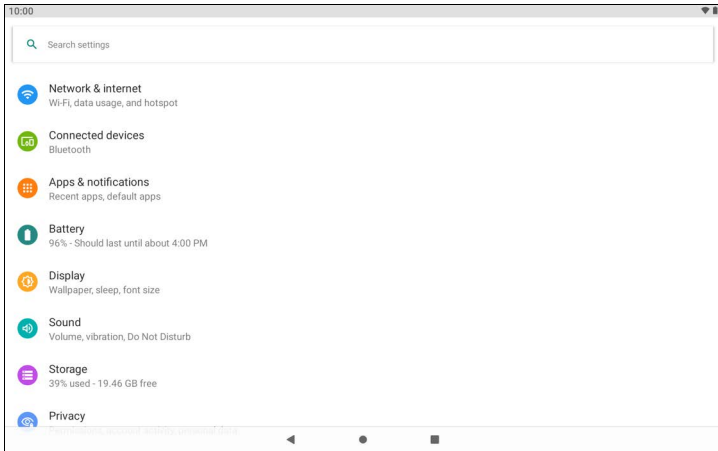 10:00
Search settings
Network & internet
Wi-Fi, data usage, and hotspot
Connected devices
Bluetooth
Apps & notifications
Recent apps, default apps
Battery
96% - Should last until about 4:00 PM
Display
Wallpaper, sleep, font size
Sound
Volume, vibration, Do Not Disturb
Storage
39% used - 19.46 GB free
Privacy